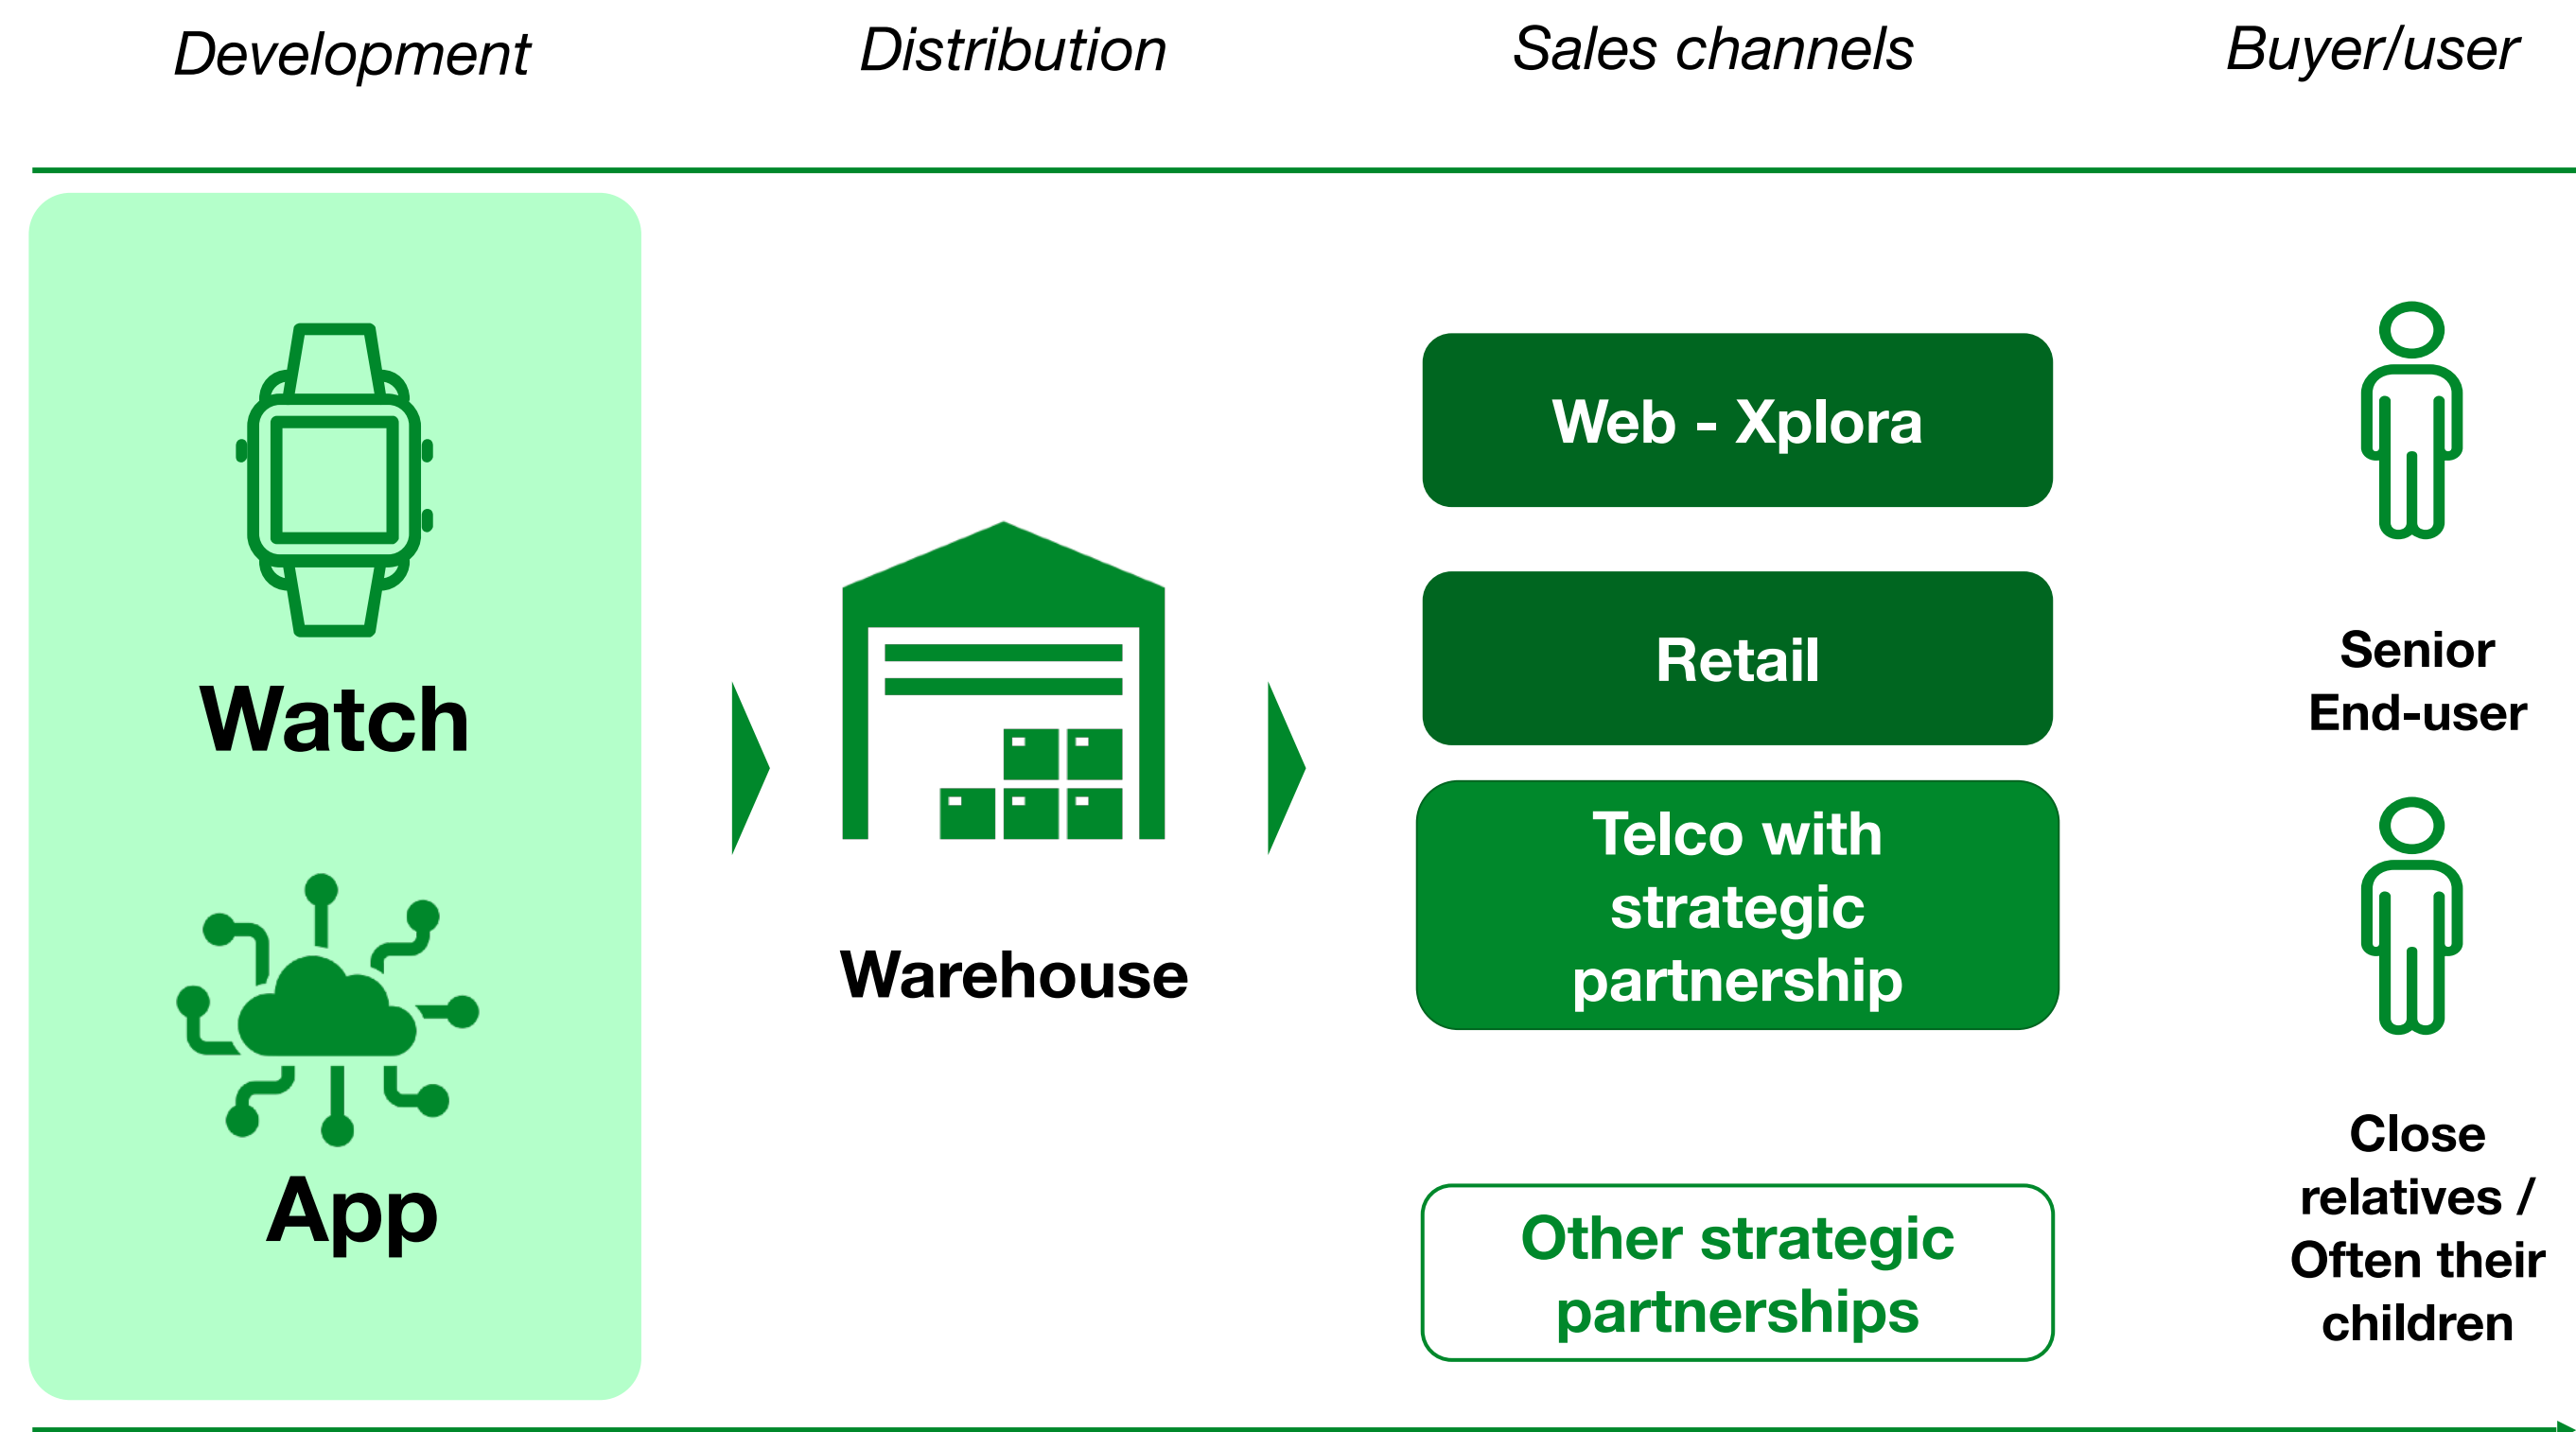 Development
Distribution
Sales channels
Buyer/user
Watch
App
Warehouse
Web - Xplora
Retail
Telco with
strategic
partnership
Other strategic
partnerships
Senior
End-user
Close
relatives /
Often their
children